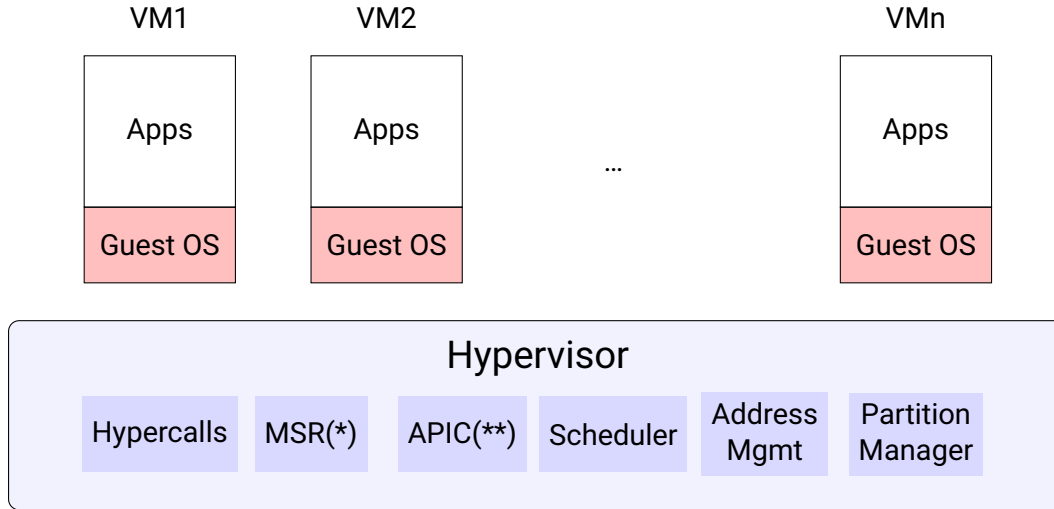 VM1
VM2
VMn
Apps
Apps
...
Apps
Guest OS
Guest OS
Guest OS
Hypervisor
Hypercalls
MSR(*)
APIC(**)
Scheduler
Address
Mgmt
Partition
Manager